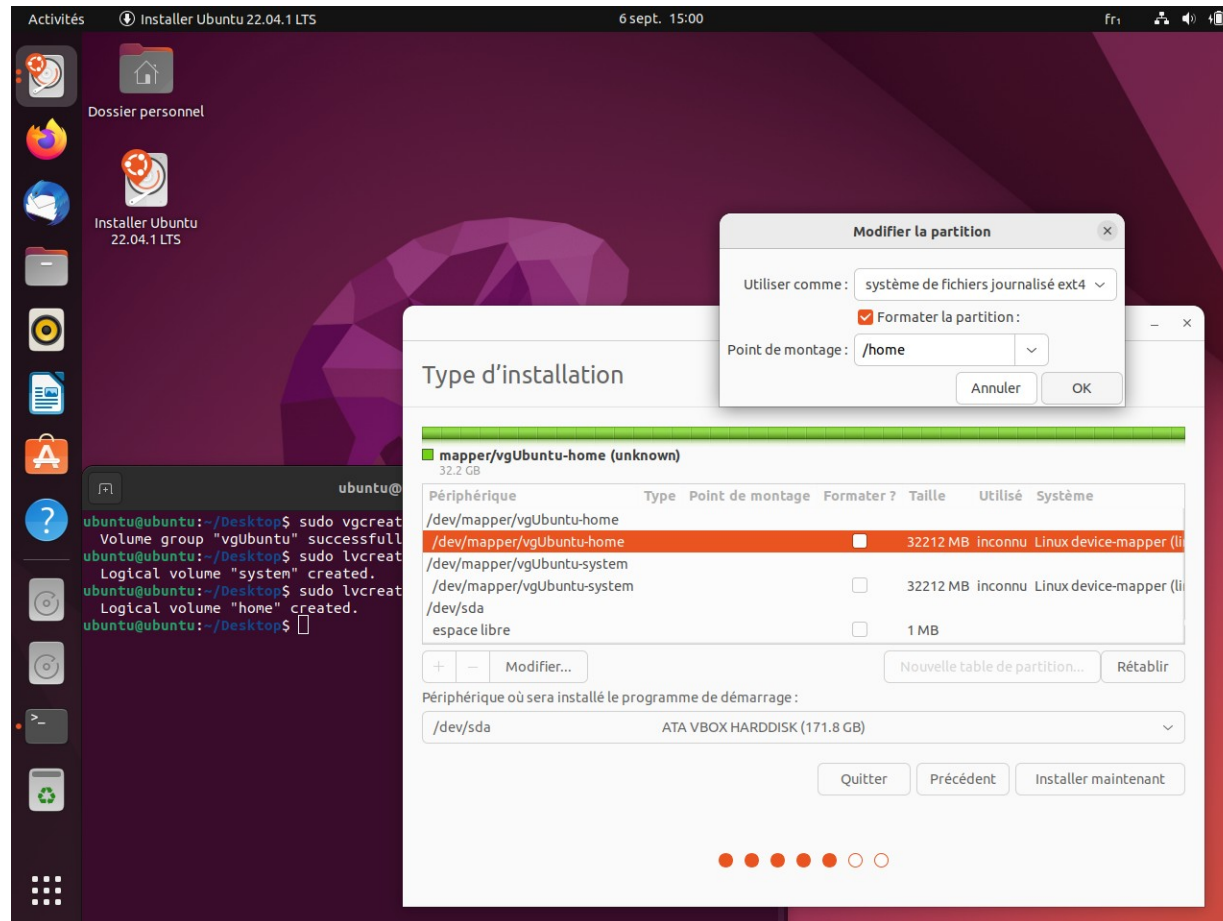 Activités
Installer Ubuntu 22.04.1 LTS
6 sept. 15:00
fr₁
Dossier personnel
Installer Ubuntu
22.04.1 LTS
Modifier la partition
Utiliser comme :
système de fichiers journalisé ext4
Formater la partition :
Point de montage :
/home
Annuler
OK
Type d’installation
mapper/vgUbuntu-home (unknown)
32.2 GB
Périphérique Type Point de montage Formater ? Taille Utilisé Système
/dev/mapper/vgUbuntu-home
/dev/mapper/vgUbuntu-home 32212 MB inconnu Linux device-mapper (li
/dev/mapper/vgUbuntu-system
/dev/mapper/vgUbuntu-system 32212 MB inconnu Linux device-mapper (li
/dev/sda
espace libre 1 MB
+ − Modifier...
Nouvelle table de partition...
Rétablir
Périphérique où sera installé le programme de démarrage :
/dev/sda ATA VBOX HARDDISK (171.8 GB)
Quitter
Précédent
Installer maintenant
ubuntu@
ubuntu@ubuntu:~/Desktop$ sudo vgcreat
Volume group "vgUbuntu" successfull
ubuntu@ubuntu:~/Desktop$ sudo lvcreat
Logical volume "system" created.
ubuntu@ubuntu:~/Desktop$ sudo lvcreat
Logical volume "home" created.
ubuntu@ubuntu:~/Desktop$